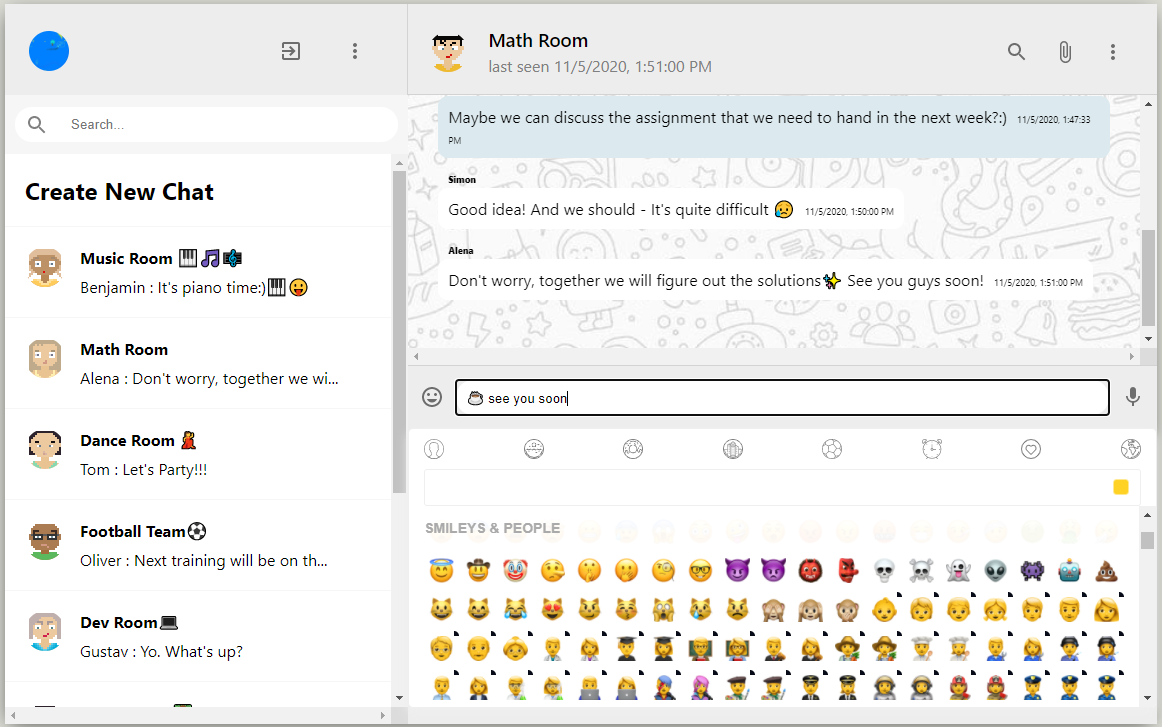 Search...
Create New Chat
Music Room 🎹🎵🎼
Benjamin : It's piano time:)🎹😛
Math Room
Alena : Don't worry, together we wi...
Dance Room 💃
Tom : Let's Party!!!
Football Team⚽
Oliver : Next training will be on th...
Dev Room💻
Gustav : Yo. What's up?
Math Room
last seen 11/5/2020, 1:51:00 PM
Maybe we can discuss the assignment that we need to hand in the next week?:) 11/5/2020, 1:47:33
PM
Simon
Good idea! And we should - It's quite difficult 😥 11/5/2020, 1:50:00 PM
Alena
Don't worry, together we will figure out the solutions✨ See you guys soon! 11/5/2020, 1:51:00 PM
☕ see you soon
SMILEYS & PEOPLE